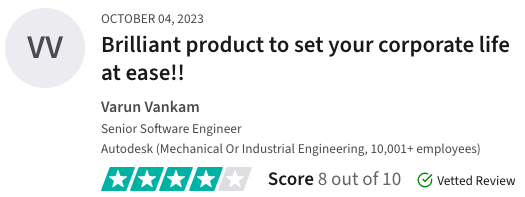 VV
OCTOBER 04, 2023
Brilliant product to set your corporate life
at ease!!
Varun Vankam
Senior Software Engineer
Autodesk (Mechanical Or Industrial Engineering, 10,001+ employees)
Score 8 out of 10
Vetted Review